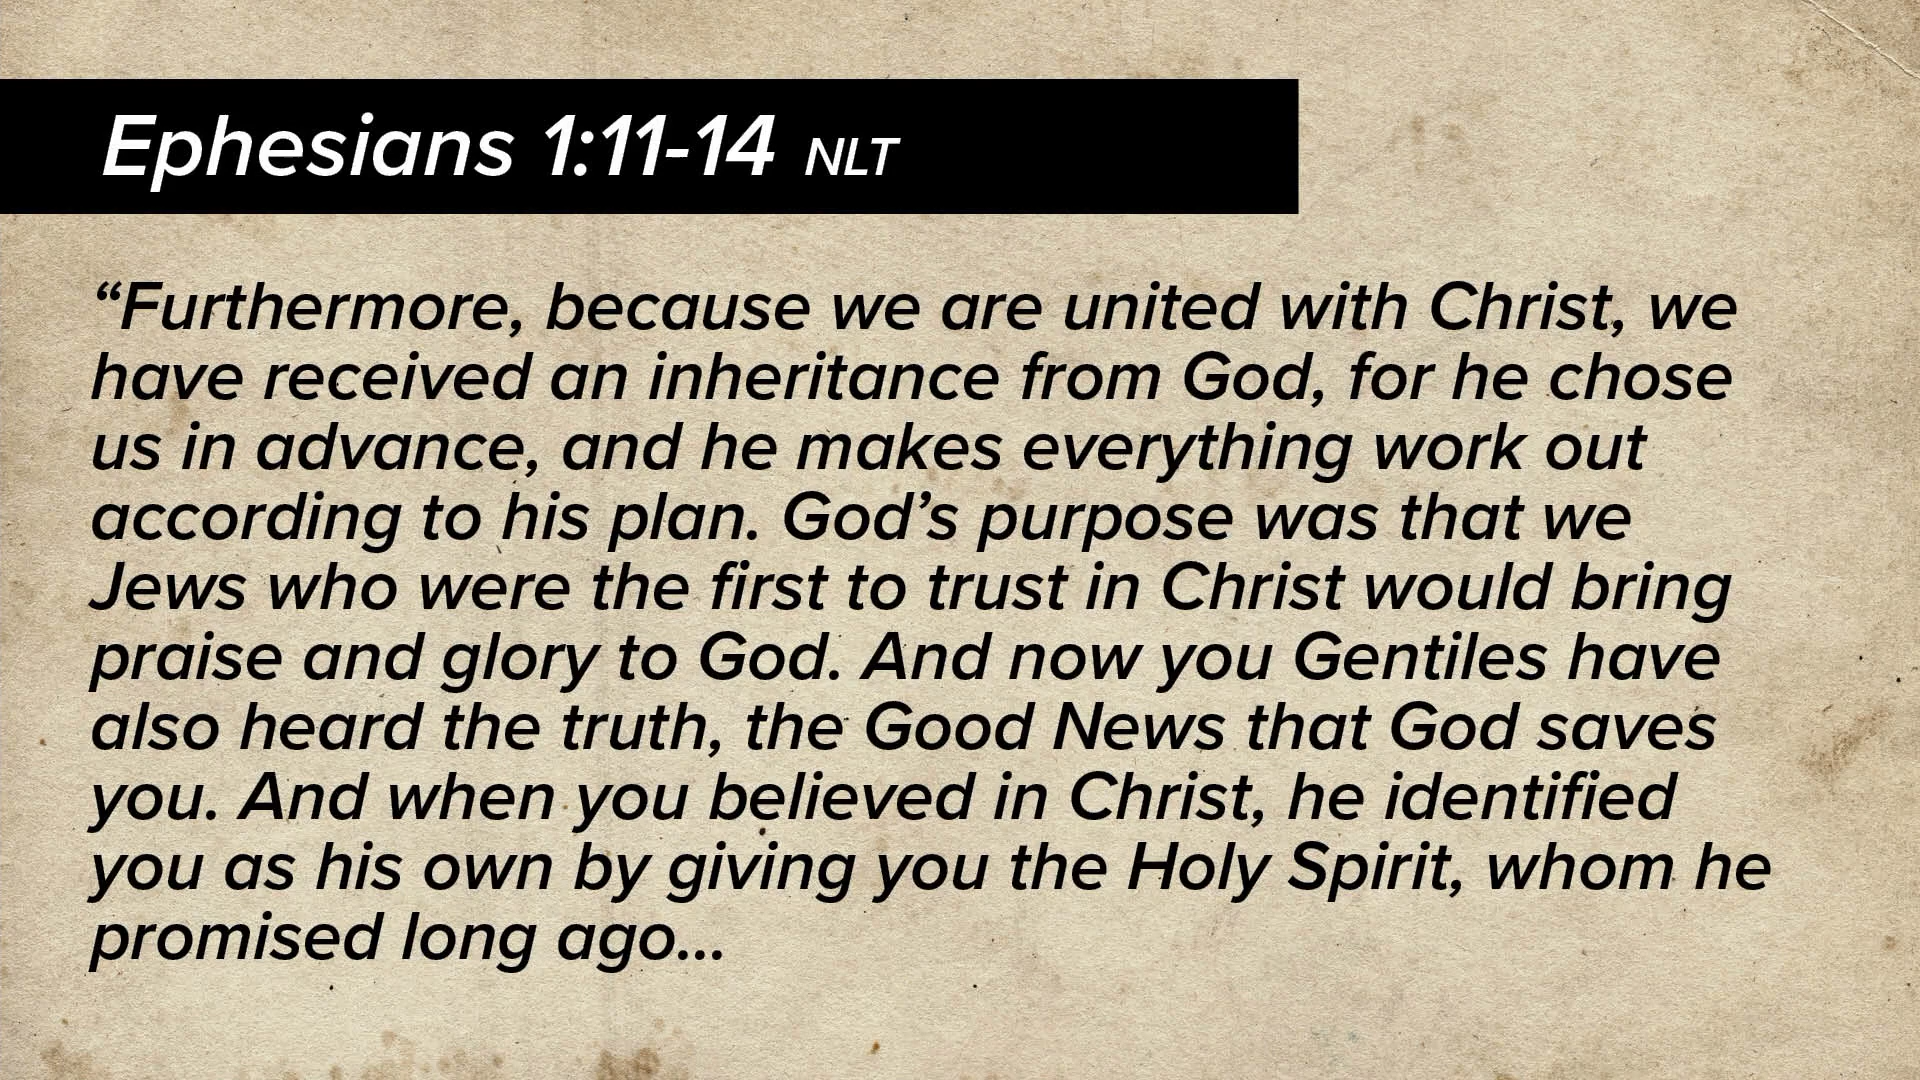 Ephesians 1:11-14 NLT
“Furthermore, because we are united with Christ, we
have received an inheritance from God, for he chose
us in advance, and he makes everything work out
according to his plan. God’s purpose was that we
Jews who were the first to trust in Christ would bring
praise and glory to God. And now you Gentiles have
also heard the truth, the Good News that God saves
you. And when you believed in Christ, he identified
you as his own by giving you the Holy Spirit, whom he
promised long ago...